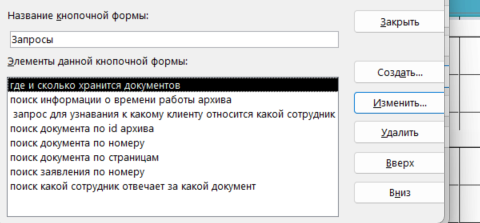 Название кнопочной формы:
Закрыть
Запросы
Элементы данной кнопочной формы:
Создать...
где и сколько хранится документов
поиск информации о времени работы архива
Изменить...
запрос для узнавания к какому клиенту относится какой сотрудник
поиск документа по id архива
Удалить
поиск документа по номеру
поиск документа по страницам
Вверх
поиск заявления по номеру
поиск какой сотрудник отвечает за какой документ
Вниз